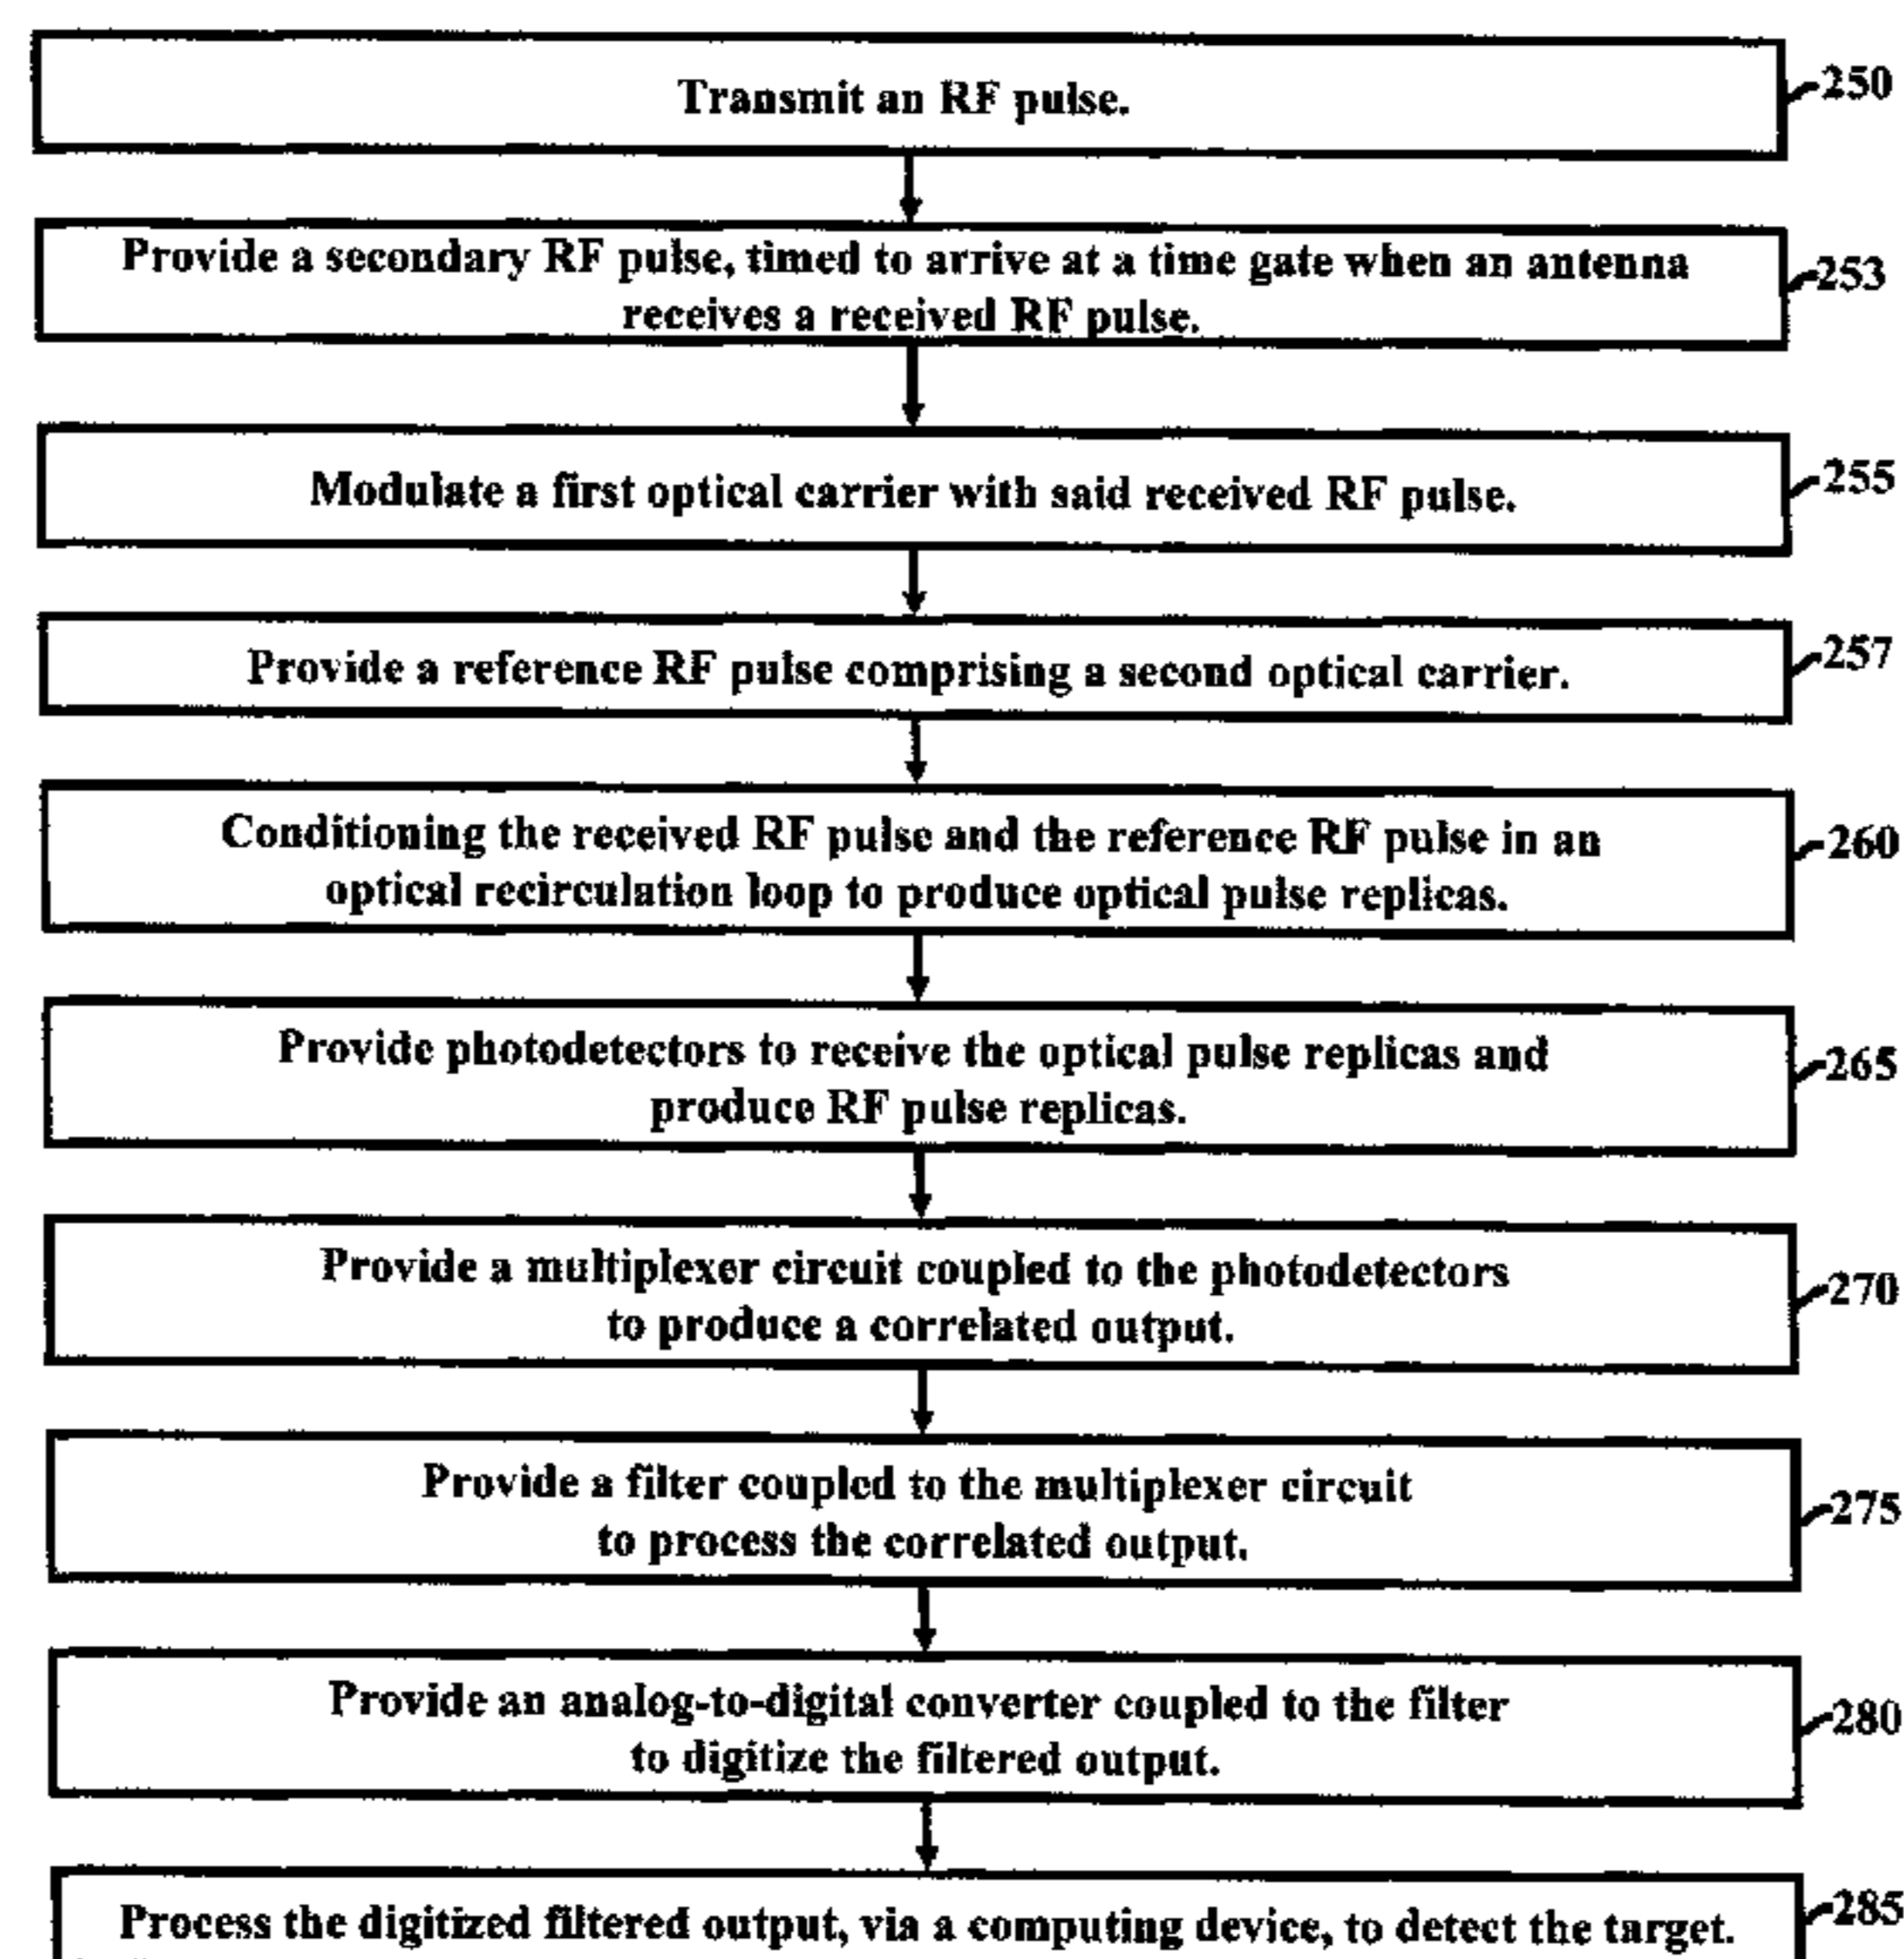 Transmit an RF pulse.
250
Provide a secondary RF pulse, timed to arrive at a time gate when an antenna
receives a received RF pulse.
253
Modulate a first optical carrier with said received RF pulse.
255
Provide a reference RF pulse comprising a second optical carrier.
257
Conditioning the received RF pulse and the reference RF pulse in an
optical recirculation loop to produce optical pulse replicas.
260
Provide photodetectors to receive the optical pulse replicas and
produce RF pulse replicas.
265
Provide a multiplexer circuit coupled to the photodetectors
to produce a correlated output.
270
Provide a filter coupled to the multiplexer circuit
to process the correlated output.
275
Provide an analog-to-digital converter coupled to the filter
to digitize the filtered output.
280
Process the digitized filtered output, via a computing device, to detect the target.
285